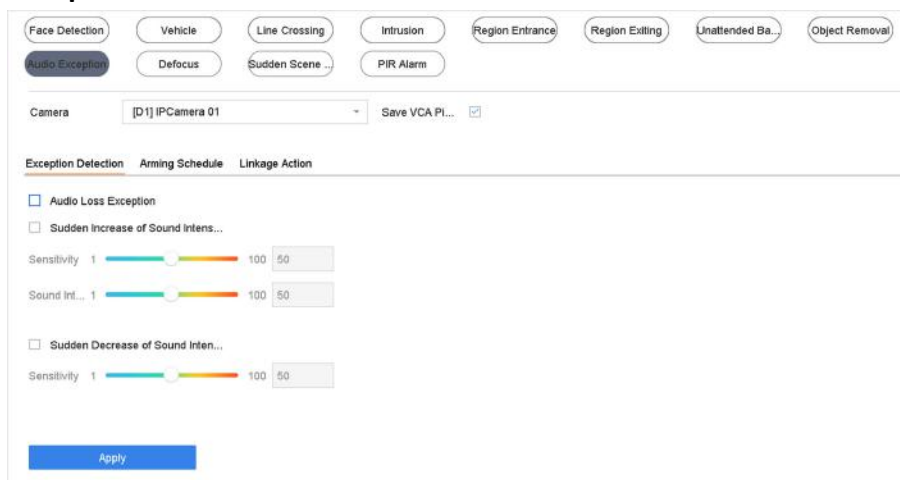 Face Detection Vehicle Line Crossing Intrusion Region Entrance Region Exiting Unattended Ba... Object Removal
Audio Exception Defocus Sudden Scene ... PIR Alarm
Camera [D1] IPCamera 01 Save VCA Pi...
Exception Detection Arming Schedule Linkage Action
Audio Loss Exception
Sudden Increase of Sound Intens...
Sensitivity 1 100 50
Sound Int... 1 100 50
Sudden Decrease of Sound Inten...
Sensitivity 1 100 50
Apply